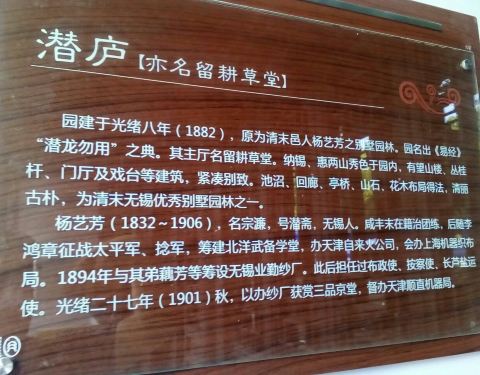 潜庐【亦名留耕草堂】
园建于光绪八年（1882），原为清末邑人杨艺芳之别墅园林。园名出《易经》
“潜龙勿用”之典。其主厅名留耕草堂。纳锡、惠两山秀色于园内，有望山楼、丛桂
轩、门厅及戏台等建筑，紧凑别致。池沼、回廊、亭桥、山石、花木布局得法，清丽
古朴，为清末无锡优秀别墅园林之一。
杨艺芳（1832～1906），名宗濂，号潜斋，无锡人。咸丰末在籍治团练，后随李
鸿章征战太平军、捻军，筹建北洋武备学堂，办天津自来火公司，会办上海机器织布
局。1894年与其弟藕芳等筹设无锡业勤纱厂。此后担任过布政使、按察使、长芦盐运
使。光绪二十七年（1901）秋，以办纱厂获赏三品京堂，督办天津顺直机器局。